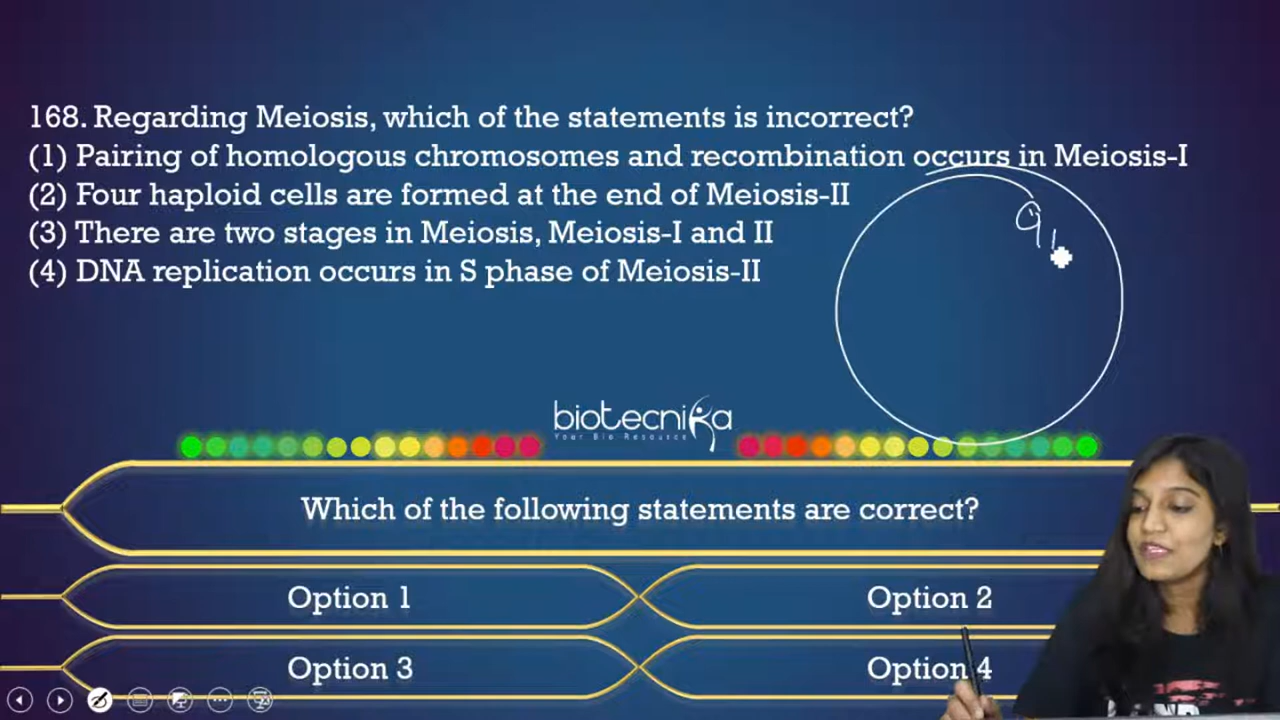 168. Regarding Meiosis, which of the statements is incorrect?
(1) Pairing of homologous chromosomes and recombination occurs in Meiosis-I
(2) Four haploid cells are formed at the end of Meiosis-II
(3) There are two stages in Meiosis, Meiosis-I and II
(4) DNA replication occurs in S phase of Meiosis-II
biotecnika
Your Bio Resource
Which of the following statements are correct?
Option 1
Option 2
Option 3
Option 4